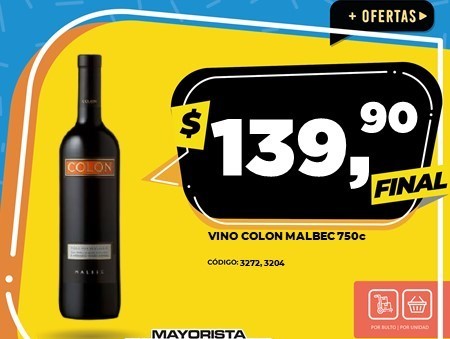 + OFERTAS
$139,90
FINAL
COLON
MALBEC
VINO COLON MALBEC 750c
CÓDIGO: 3272, 3204
POR BULTO | POR UNIDAD
MAYORISTA